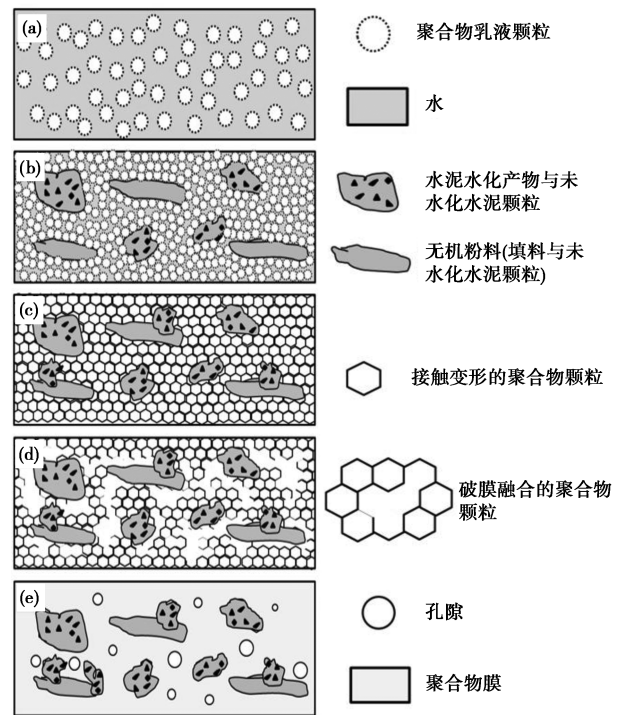 (a)
聚合物乳液颗粒
水
(b)
水泥水化产物与未
水化水泥颗粒
无机粉料(填料与未
水化水泥颗粒)
(c)
接触变形的聚合物颗粒
(d)
破膜融合的聚合物
颗粒
(e)
孔隙
聚合物膜